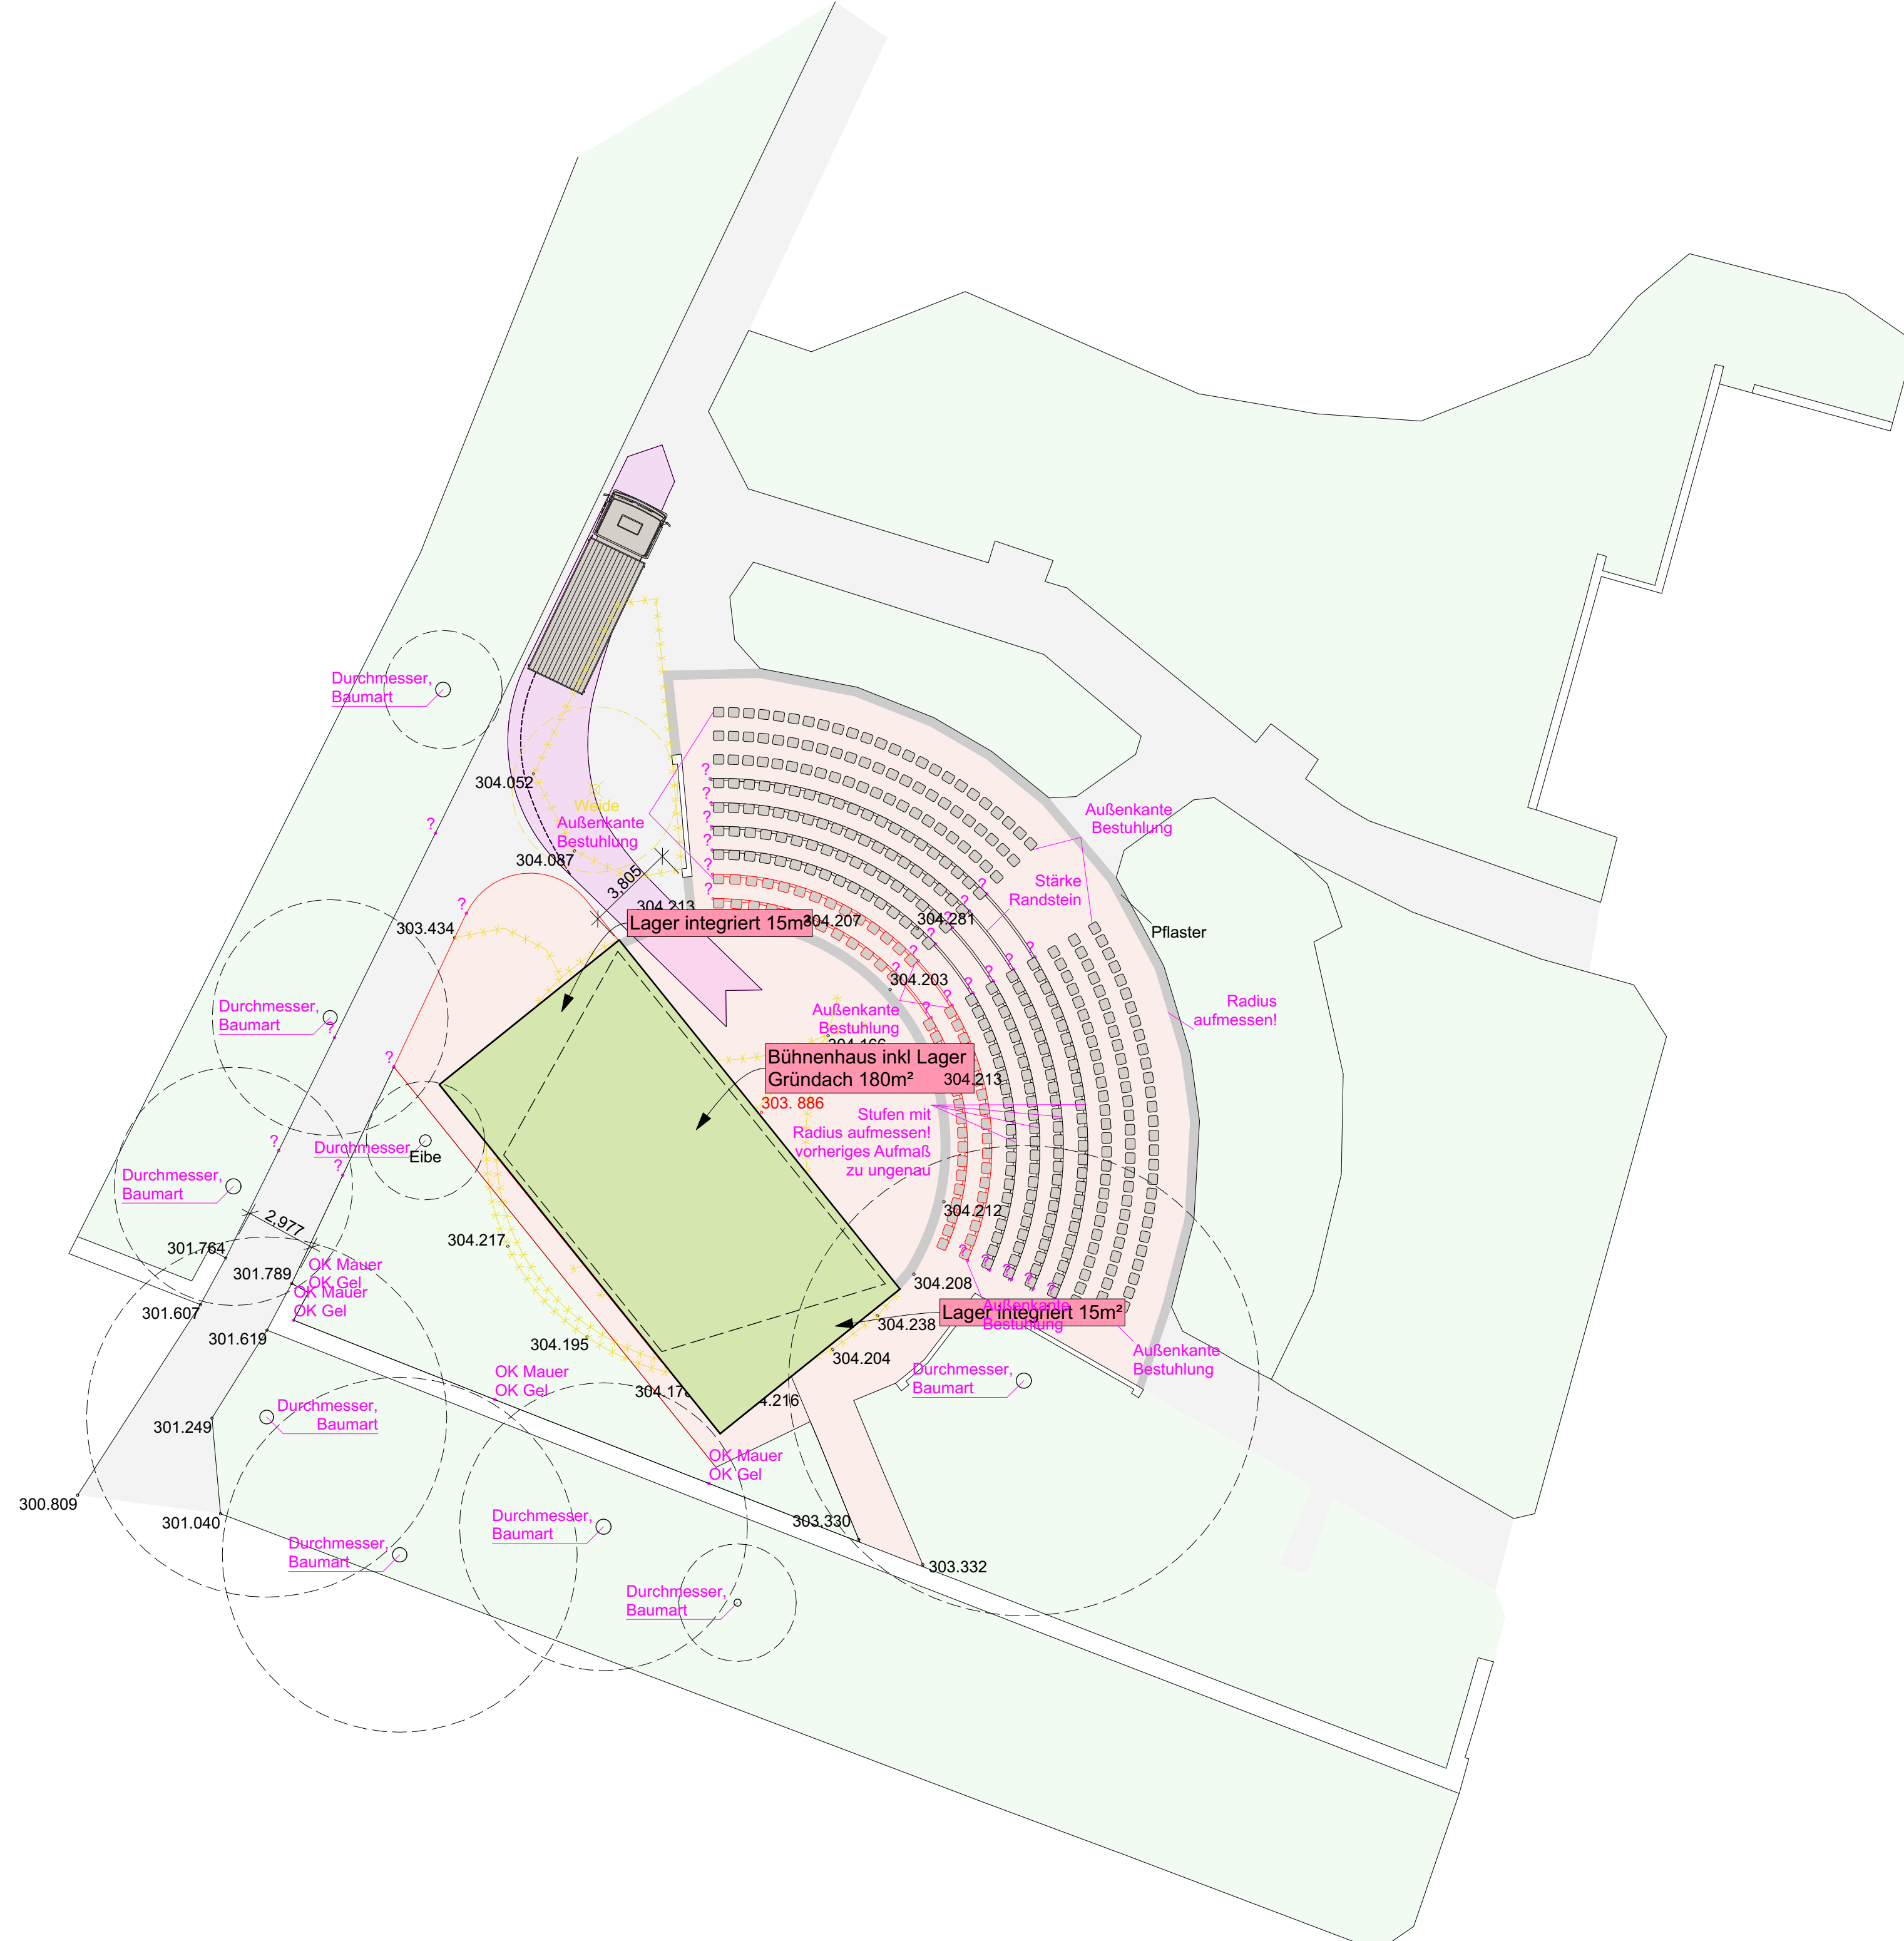 Durchmesser,
Baumart
304.052
Weide
Außenkante
Bestuhlung
304.087
3,805
?
?
?
?
?
?
?
?
?
Außenkante
Bestuhlung
Stärke
Randstein
?
?
?
?
?
?
?
?
?
?
?
?
304.213
Lager integriert 15m²
304.207
304.281
Pflaster
303.434
304.203
Durchmesser,
Baumart
?
Außenkante
Bestuhlung
Radius
aufmessen!
304.166
Bühnenhaus inkl Lager
Gründach 180m²
304.213
303. 886
?
Stufen mit
Radius aufmessen!
vorheriges Aufmaß
zu ungenau
?
?
Durchmesser,
Eibe
Durchmesser,
Baumart
2,977
304.212
304.217
301.764
301.789
OK Mauer
OK Gel
OK Mauer
OK Gel
?
?
?
?
?
304.208
301.607
301.619
Außenkante
Bestuhlung
Lager integriert 15m²
304.238
304.195
304.204
Außenkante
Bestuhlung
OK Mauer
OK Gel
Durchmesser,
Baumart
4.216
Durchmesser,
Baumart
301.249
OK Mauer
OK Gel
300.809
301.040
Durchmesser,
Baumart
303.330
Durchmesser,
Baumart
303.332
Durchmesser,
Baumart